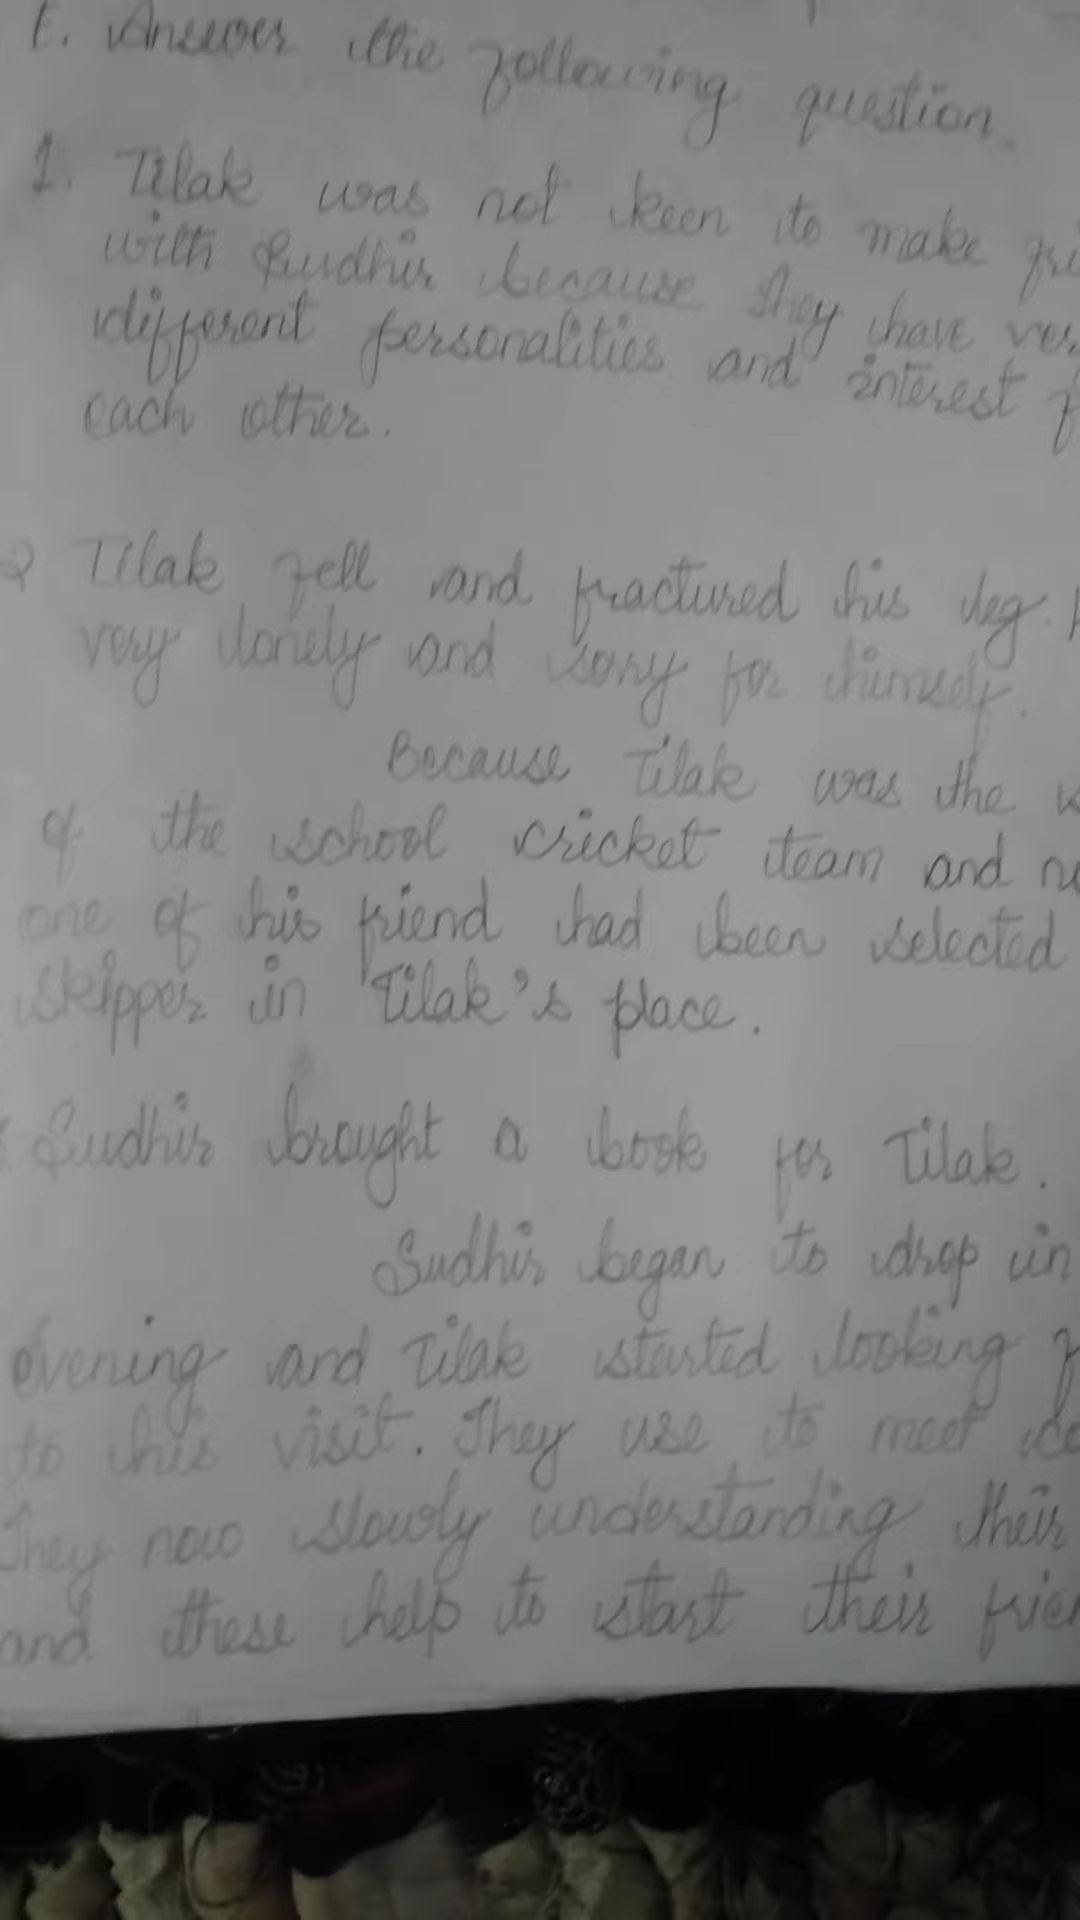 E. Answer the following question.
1. Tilak was not keen to make
with Sudhir because they have
different personalities and interest
each other.
2 Tilak fell and fractured his leg.
very lonely and sorry for himself.
Because Tilak was the
of the school cricket team and
one of his friend had been selected
skipper in Tilak's place.
Sudhir brought a book for Tilak.
Sudhir began to drop in
evening and Tilak started looking
to his visit. They use to meet
They now slowly understanding their
and these help to start their